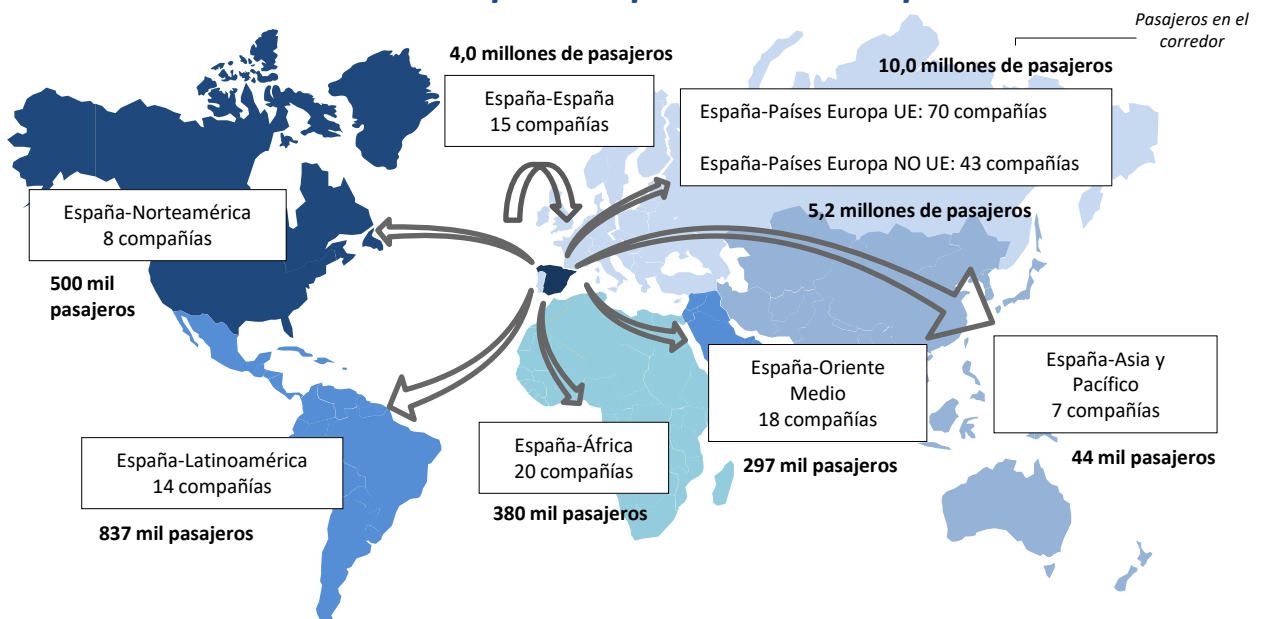 Pasajeros en el
corredor
4,0 millones de pasajeros
España-España
15 compañías
10,0 millones de pasajeros
España-Países Europa UE: 70 compañías
España-Países Europa NO UE: 43 compañías
5,2 millones de pasajeros
España-Norteamérica
8 compañías
500 mil
pasajeros
España-Oriente
Medio
18 compañías
297 mil pasajeros
España-Asia y
Pacífico
7 compañías
44 mil pasajeros
España-África
20 compañías
380 mil pasajeros
España-Latinoamérica
14 compañías
837 mil pasajeros